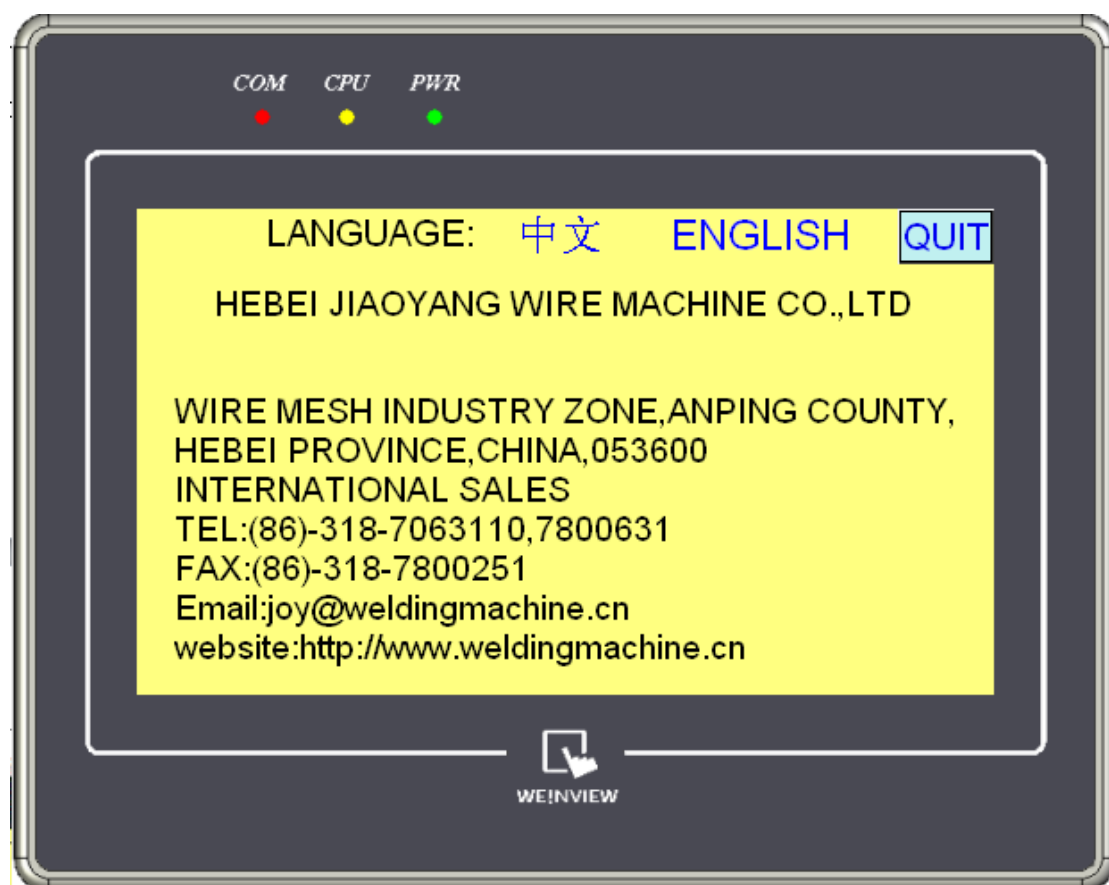 COM CPU PWR
LANGUAGE: 中文 ENGLISH QUIT
HEBEI JIAOYANG WIRE MACHINE CO.,LTD
WIRE MESH INDUSTRY ZONE,ANPING COUNTY,
HEBEI PROVINCE,CHINA,053600
INTERNATIONAL SALES
TEL:(86)-318-7063110,7800631
FAX:(86)-318-7800251
Email:joy@weldingmachine.cn
website:http://www.weldingmachine.cn
WE!NVIEW